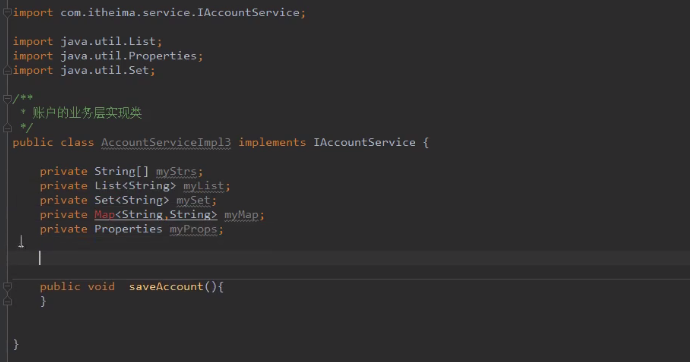 import com.itheima.service.IAccountService;
import java.util.List;
import java.util.Properties;
import java.util.Set;
/**
* 账户的业务层实现类
*/
public class AccountServiceImpl3 implements IAccountService {
private String[] myStrs;
private List<String> myList;
private Set<String> mySet;
private Map<String,String> myMap;
private Properties myProps;
public void  saveAccount(){
}
}